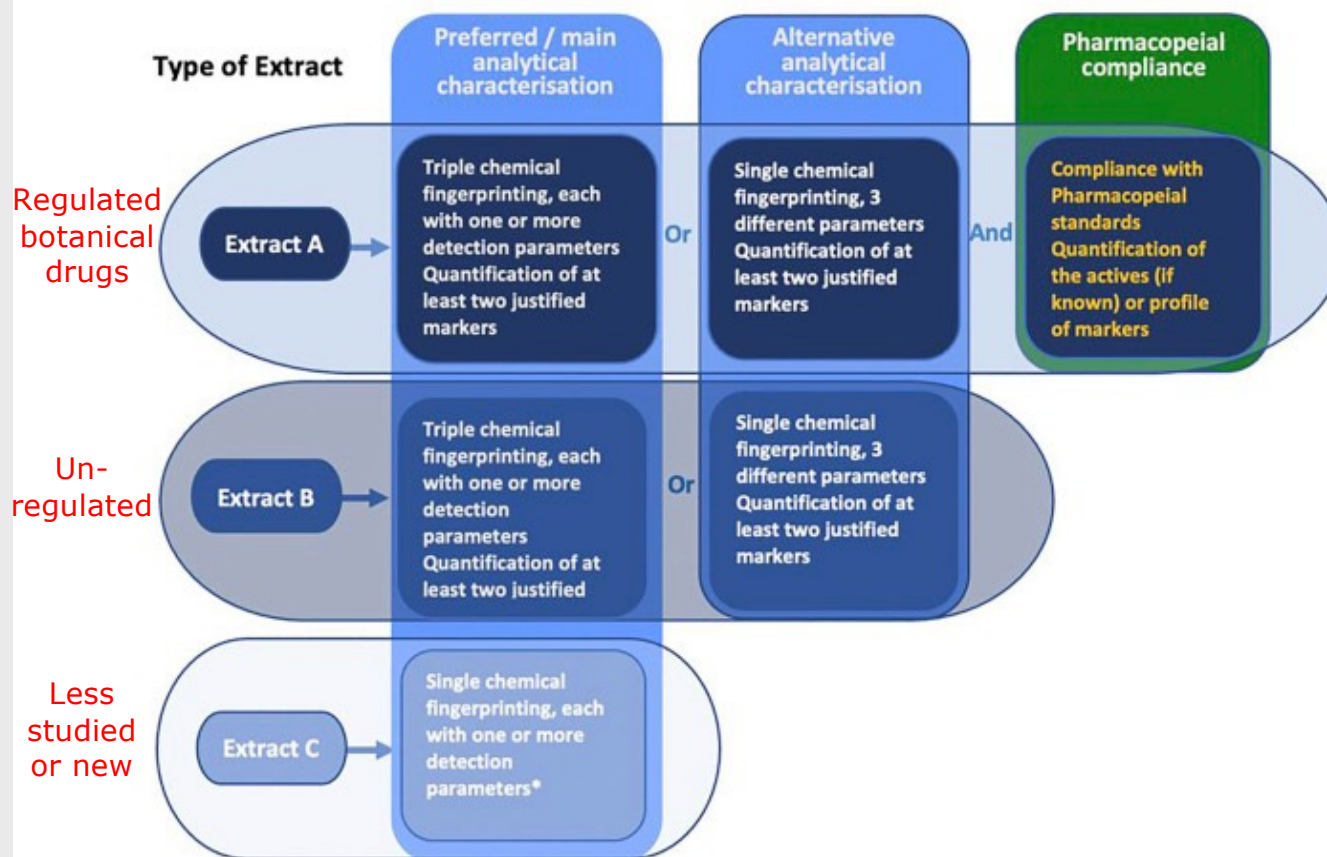 Type of Extract
Preferred / main
analytical
characterisation
Alternative
analytical
characterisation
Pharmacopeial
compliance
Regulated
botanical
drugs
Extract A
Triple chemical
fingerprinting, each
with one or more
detection parameters
Quantification of at
least two justified
markers
Or
Single chemical
fingerprinting, 3
different parameters
Quantification of at
least two justified
markers
And
Compliance with
Pharmacopeial
standards
Quantification of
the actives (if
known) or profile
of markers
Un-
regulated
Extract B
Triple chemical
fingerprinting, each
with one or more
detection
parameters
Quantification of at
least two justified
Or
Single chemical
fingerprinting, 3
different parameters
Quantification of at
least two justified
markers
Less
studied
or new
Extract C
Single chemical
fingerprinting, each
with one or more
detection
parameters*